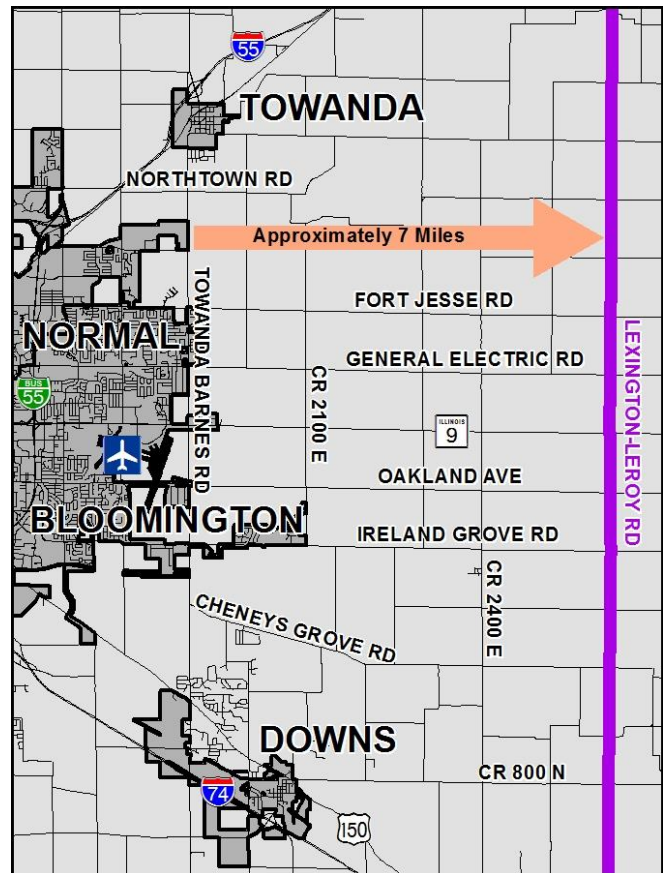 55
TOWANDA
NORTHTOWN RD
Approximately 7 Miles
TOWANDA BARNES RD
FORT JESSE RD
NORMAL
LEXINGTON-LEROY RD
GENERAL ELECTRIC RD
BUS
55
CR 2100 E
ILLINOIS
9
OAKLAND AVE
BLOOMINGTON
IRELAND GROVE RD
CR 2400 E
CHENEYS GROVE RD
DOWNS
CR 800 N
74
150